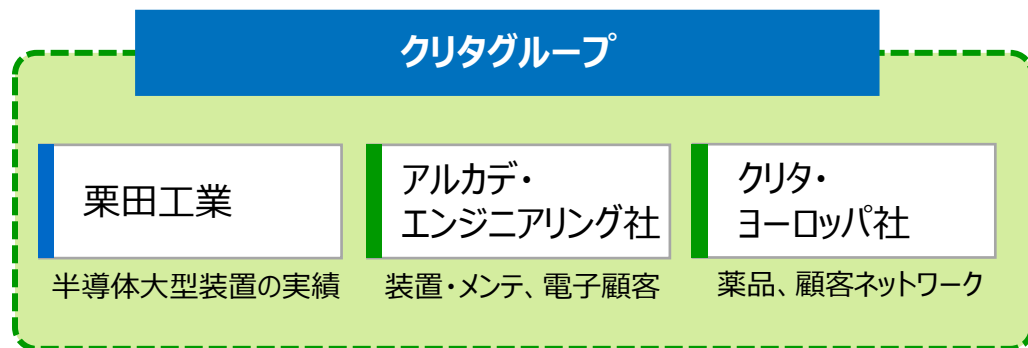 クリタグループ
栗田工業
アルカデ・
エンジニアリング社
クリタ・
ヨーロッパ社
半導体大型装置の実績
装置・メンテ、電子顧客
薬品、顧客ネットワーク